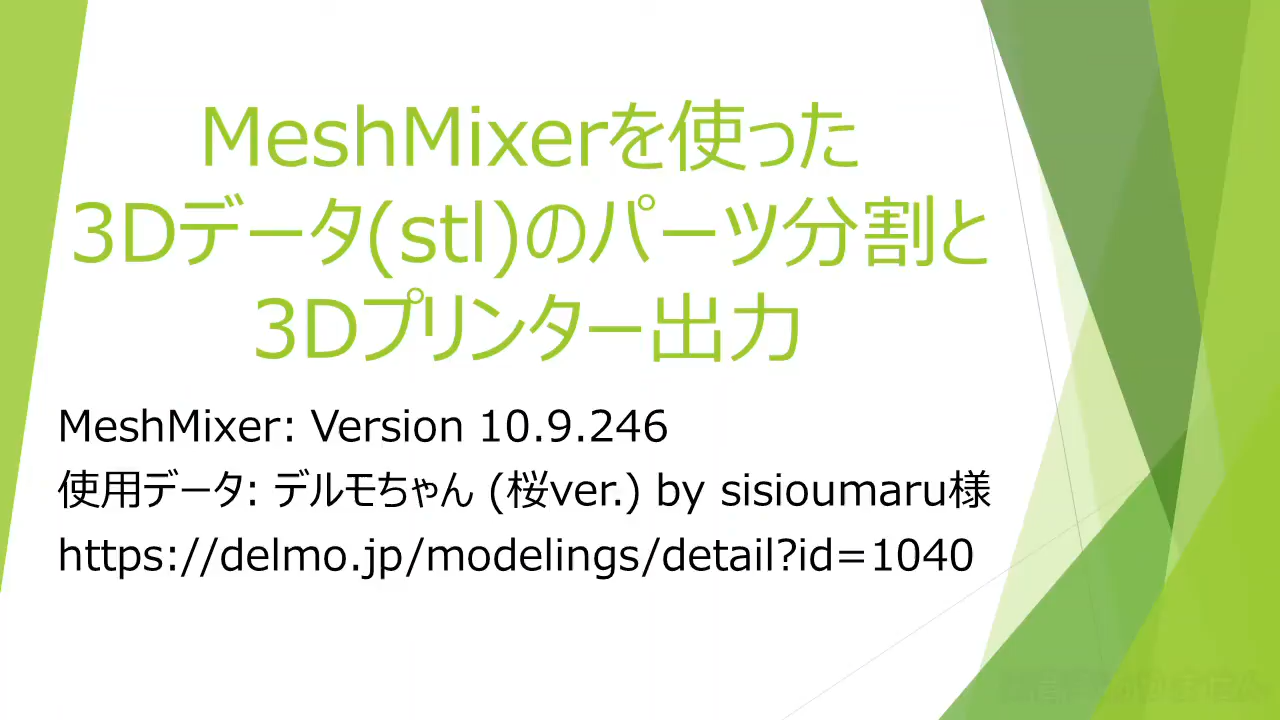 MeshMixerを使った
3Dデータ(stl)のパーツ分割と
3Dプリンター出力
MeshMixer: Version 10.9.246
使用データ: デルモちゃん (桜ver.) by sisioumaru様
https://delmo.jp/modelings/detail?id=1040